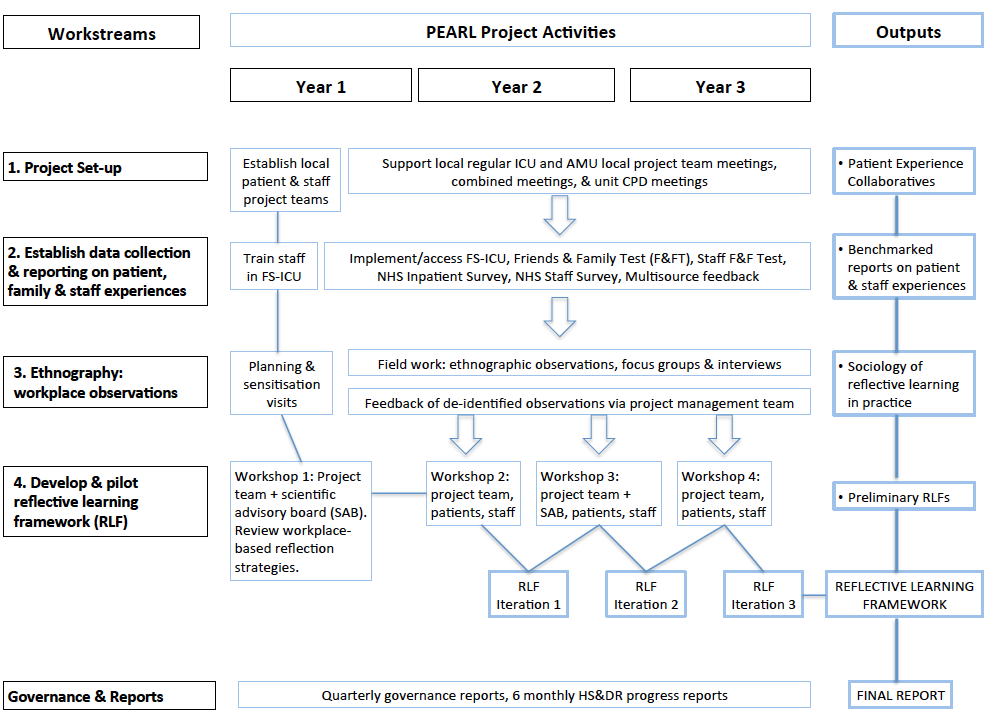 Workstreams
PEARL Project Activities
Outputs
Year 1
Year 2
Year 3
1. Project Set-up
Establish local
patient & staff
project teams
Support local regular ICU and AMU local project team meetings,
combined meetings, & unit CPD meetings
• Patient Experience
Collaboratives
2. Establish data collection
& reporting on patient,
family & staff experiences
Train staff
in FS-ICU
Implement/access FS-ICU, Friends & Family Test (F&FT), Staff F&F Test,
NHS Inpatient Survey, NHS Staff Survey, Multisource feedback
• Benchmarked
reports on patient
& staff experiences
3. Ethnography:
workplace observations
Planning &
sensitisation
visits
Field work: ethnographic observations, focus groups & interviews
Feedback of de-identified observations via project management team
• Sociology of
reflective learning
in practice
4. Develop & pilot
reflective learning
framework (RLF)
Workshop 1: Project
team + scientific
advisory board (SAB).
Review workplace-
based reflection
strategies.
Workshop 2:
project team,
patients, staff
Workshop 3:
project team +
SAB, patients, staff
Workshop 4:
project team,
patients, staff
• Preliminary RLFs
RLF
Iteration 1
RLF
Iteration 2
RLF
Iteration 3
REFLECTIVE LEARNING
FRAMEWORK
Governance & Reports
Quarterly governance reports, 6 monthly HS&DR progress reports
FINAL REPORT